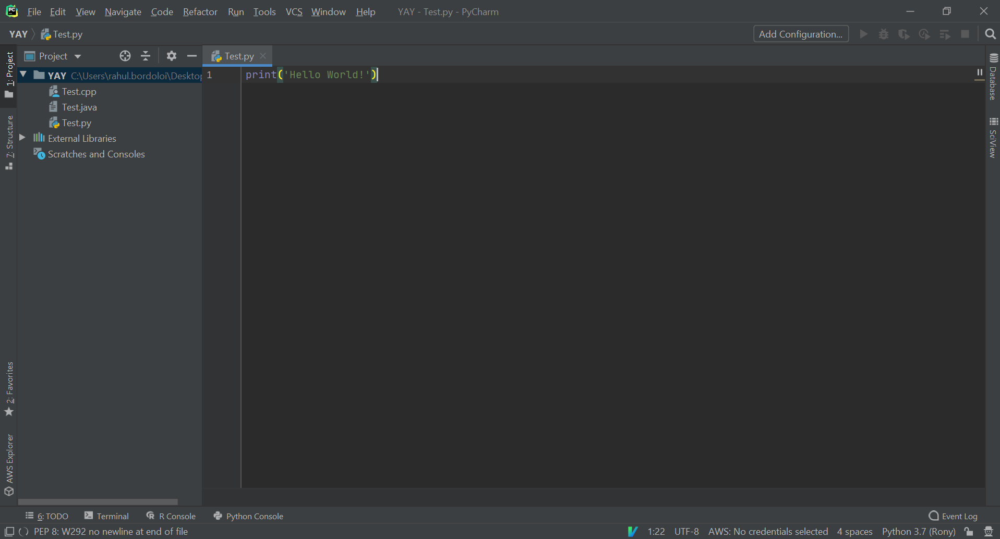 PC File Edit View Navigate Code Refactor Run Tools VCS Window Help YAY - Test.py - PyCharm
YAY Test.py Add Configuration...
1: Project
Project
Test.py
YAY C:\Users\rahul.bordoloi\Desktop
1 print('Hello World!')
Test.cpp
Test.java
Test.py
External Libraries
Scratches and Consoles
7: Structure
2: Favorites
AWS Explorer
Database
SciView
6: TODO Terminal R Console Python Console Event Log
PEP 8: W292 no newline at end of file 1:22 UTF-8 AWS: No credentials selected 4 spaces Python 3.7 (Rony)